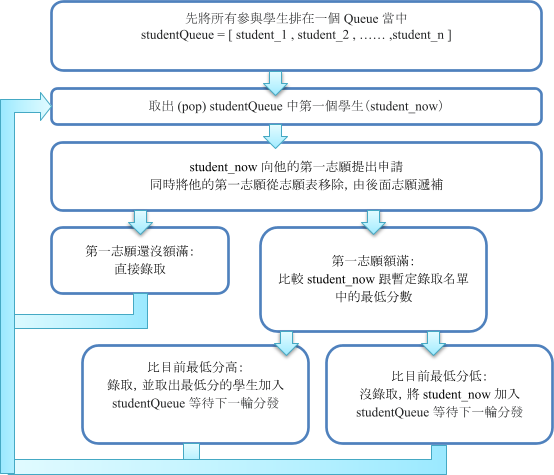 先將所有參與學生排在一個 Queue 當中
studentQueue = [ student_1 , student_2 , …… ,student_n ]
取出 (pop) studentQueue 中第一個學生(student_now)
student_now 向他的第一志願提出申請
同時將他的第一志願從志願表移除, 由後面志願遞補
第一志願還沒額滿:
直接錄取
第一志願額滿:
比較 student_now 跟暫定錄取名單
中的最低分數
比目前最低分高:
錄取, 並取出最低分的學生加入
studentQueue 等待下一輪分發
比目前最低分低:
沒錄取, 將 student_now 加入
studentQueue 等待下一輪分發